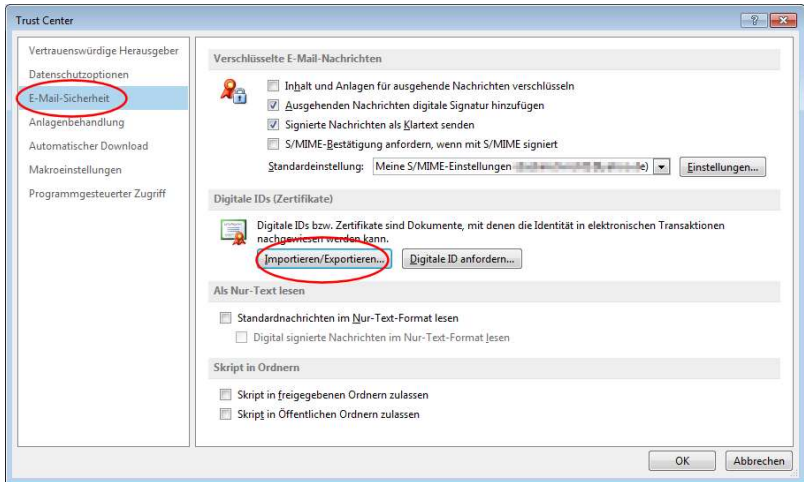 Trust Center
Vertrauenswürdige Herausgeber
Datenschutzoptionen
E-Mail-Sicherheit
Anlagenbehandlung
Automatischer Download
Makroeinstellungen
Programmgesteuerter Zugriff
Verschlüsselte E-Mail-Nachrichten
Inhalt und Anlagen für ausgehende Nachrichten verschlüsseln
Ausgehenden Nachrichten digitale Signatur hinzufügen
Signierte Nachrichten als Klartext senden
S/MIME-Bestätigung anfordern, wenn mit S/MIME signiert
Standardeinstellung: Meine S/MIME-Einstellungen e) Einstellungen...
Digitale IDs (Zertifikate)
Digitale IDs bzw. Zertifikate sind Dokumente, mit denen die Identität in elektronischen Transaktionen
nachgewiesen werden kann.
Importieren/Exportieren... Digitale ID anfordern...
Als Nur-Text lesen
Standardnachrichten im Nur-Text-Format lesen
Digital signierte Nachrichten im Nur-Text-Format lesen
Skript in Ordnern
Skript in freigegebenen Ordnern zulassen
Skript in Öffentlichen Ordnern zulassen
OK Abbrechen